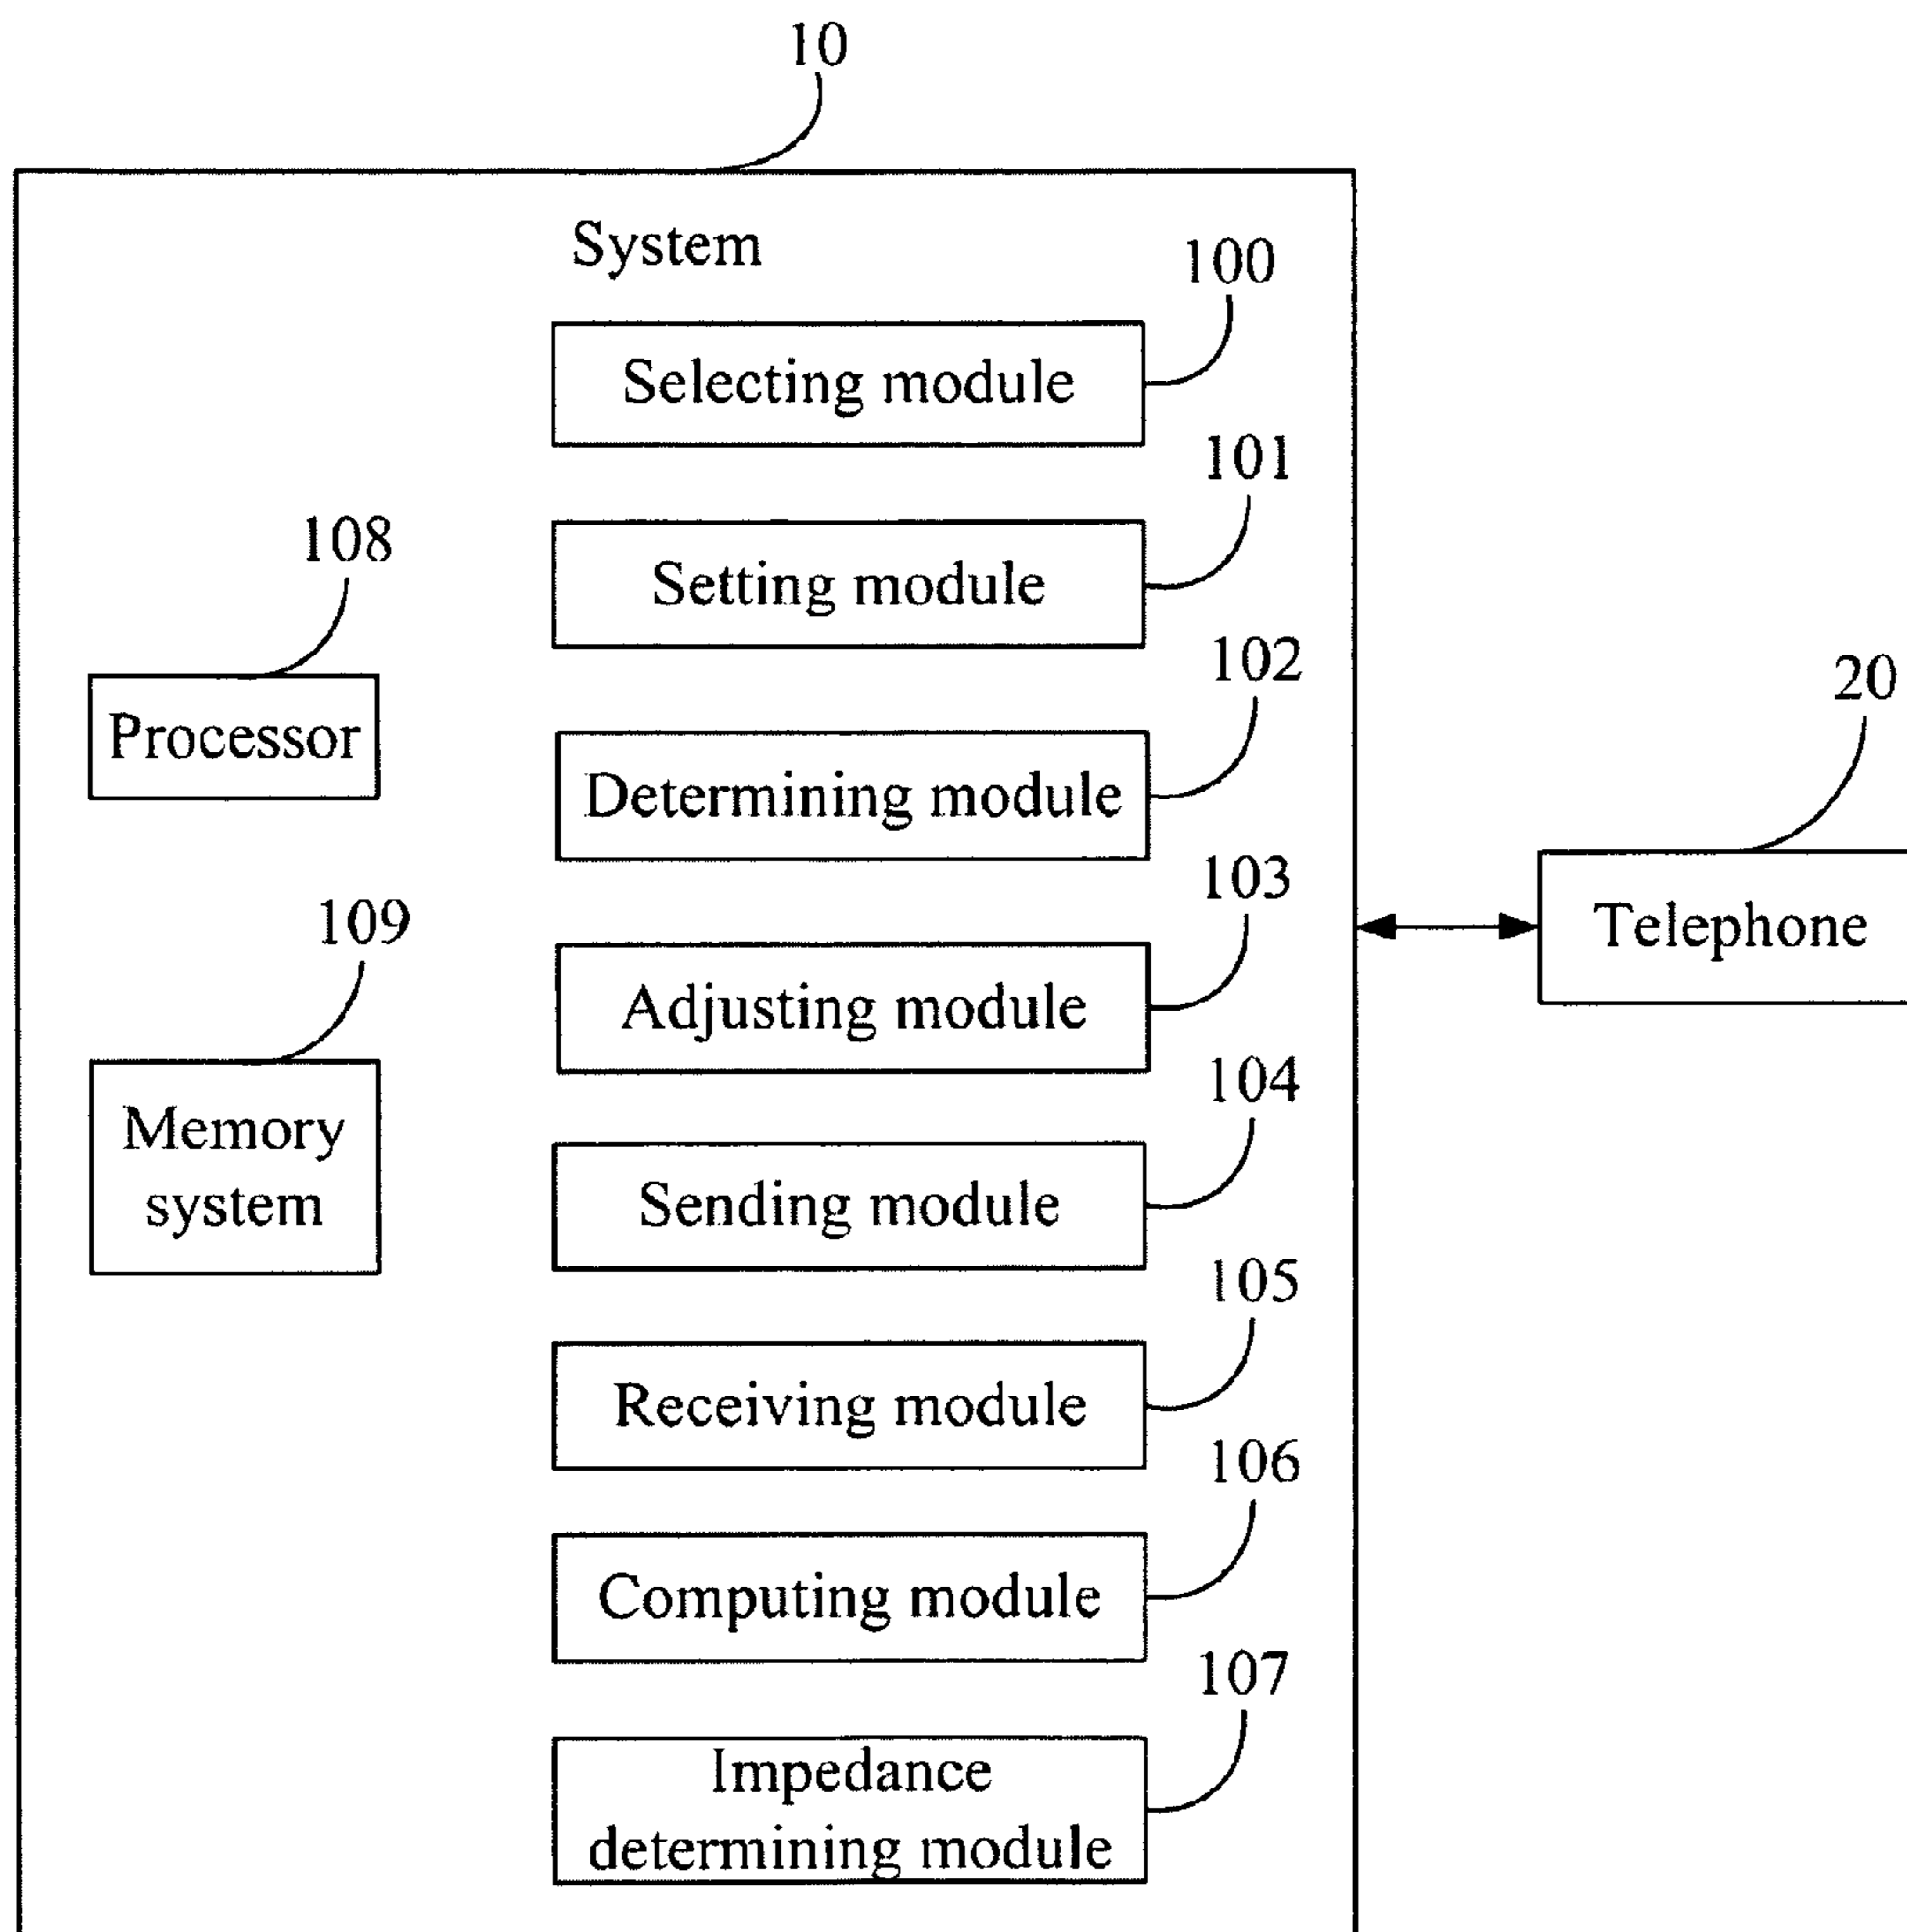 10
System
100
Selecting module
101
Setting module
108
Processor
102
Determining module
20
Telephone
103
Adjusting module
109
Memory
system
104
Sending module
105
Receiving module
106
Computing module
107
Impedance
determining module